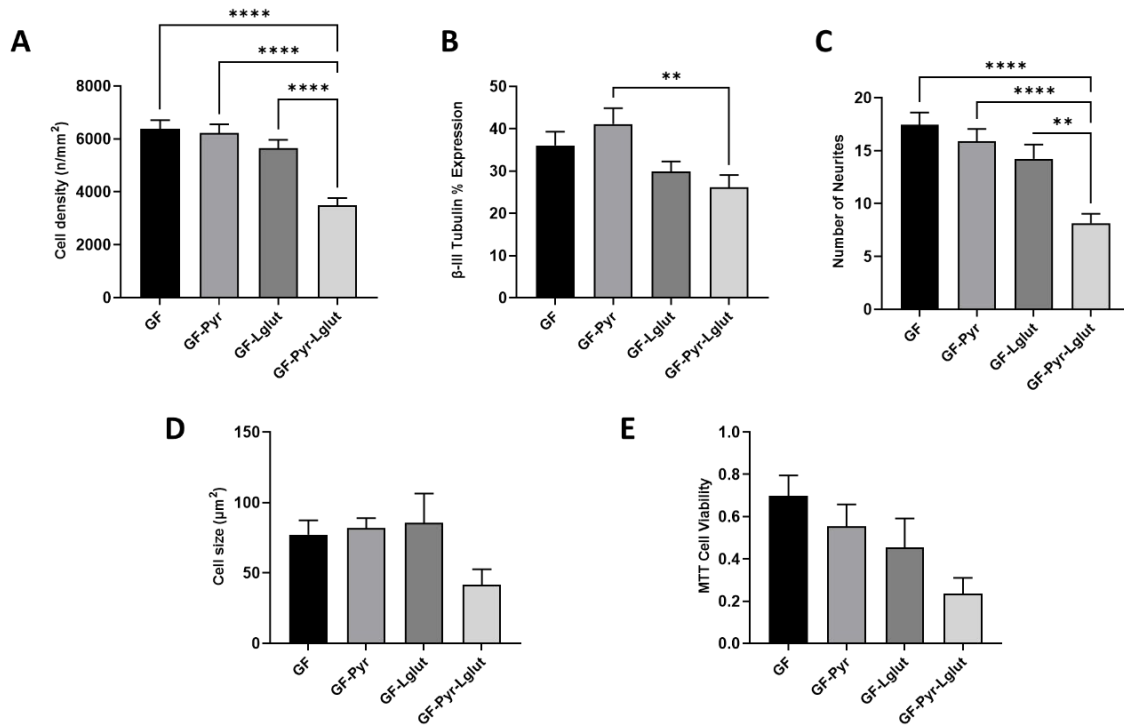 A
Cell density (n/mm²)
8000
6000
4000
2000
0
****
****
****
GF
GF-Pyr
GF-Lglut
GF-Pyr-Lglut
B
β-III Tubulin % Expression
50
40
30
20
10
0
**
GF
GF-Pyr
GF-Lglut
GF-Pyr-Lglut
C
Number of Neurites
20
15
10
5
0
****
****
**
GF
GF-Pyr
GF-Lglut
GF-Pyr-Lglut
D
Cell size (µm²)
150
100
50
0
GF
GF-Pyr
GF-Lglut
GF-Pyr-Lglut
E
MTT Cell Viability
1.0
0.8
0.6
0.4
0.2
0.0
GF
GF-Pyr
GF-Lglut
GF-Pyr-Lglut